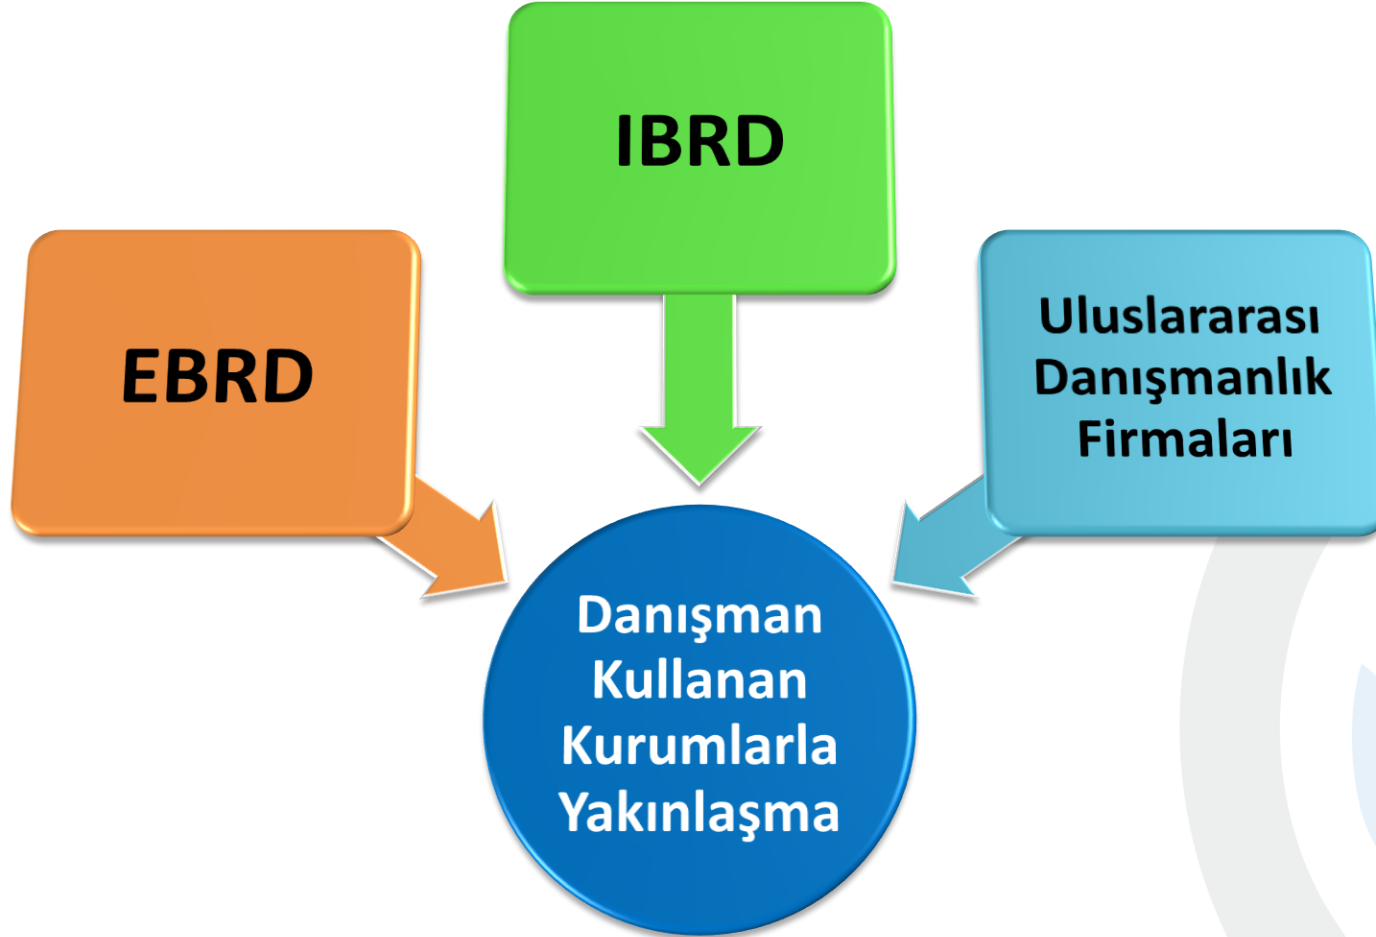 IBRD
EBRD
Uluslararası
Danışmanlık
Firmaları
Danışman
Kullanan
Kurumlarla
Yakınlaşma